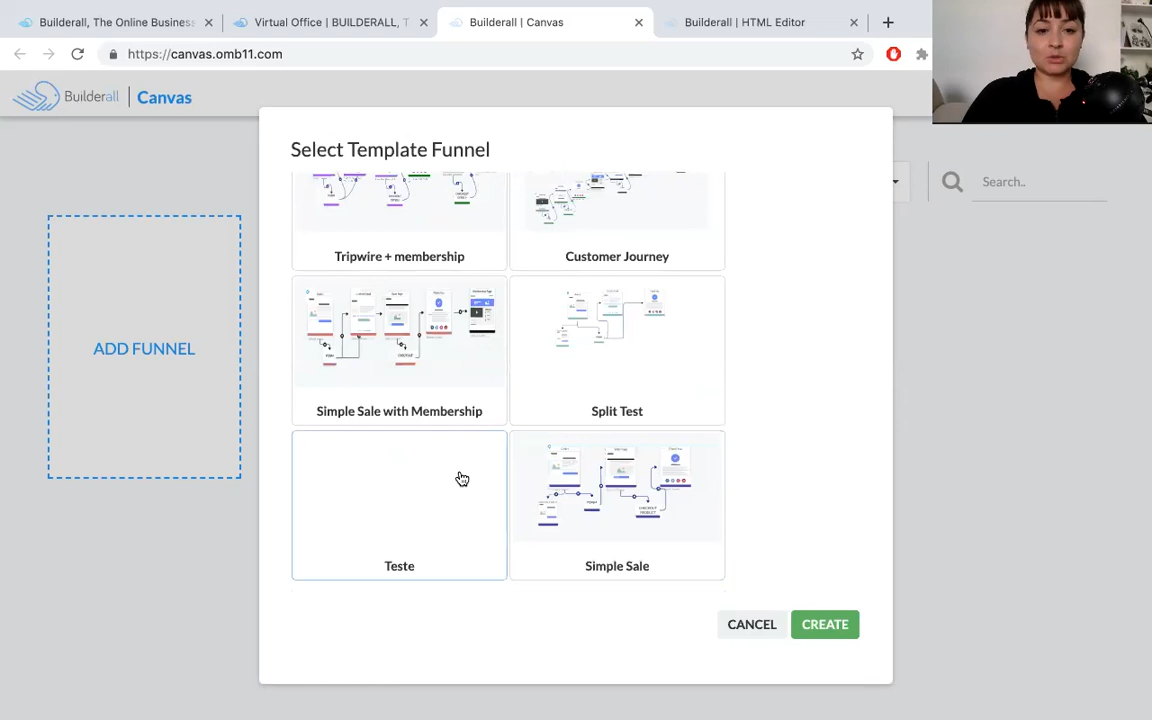 Builderall, The Online Business
Virtual Office | BUILDERALL, T
Builderall | Canvas
Builderall | HTML Editor
https://canvas.omb11.com
Builderall | Canvas
Select Template Funnel
Search..
Tripwire + membership
Customer Journey
ADD FUNNEL
Simple Sale with Membership
Split Test
Teste
Simple Sale
CANCEL
CREATE